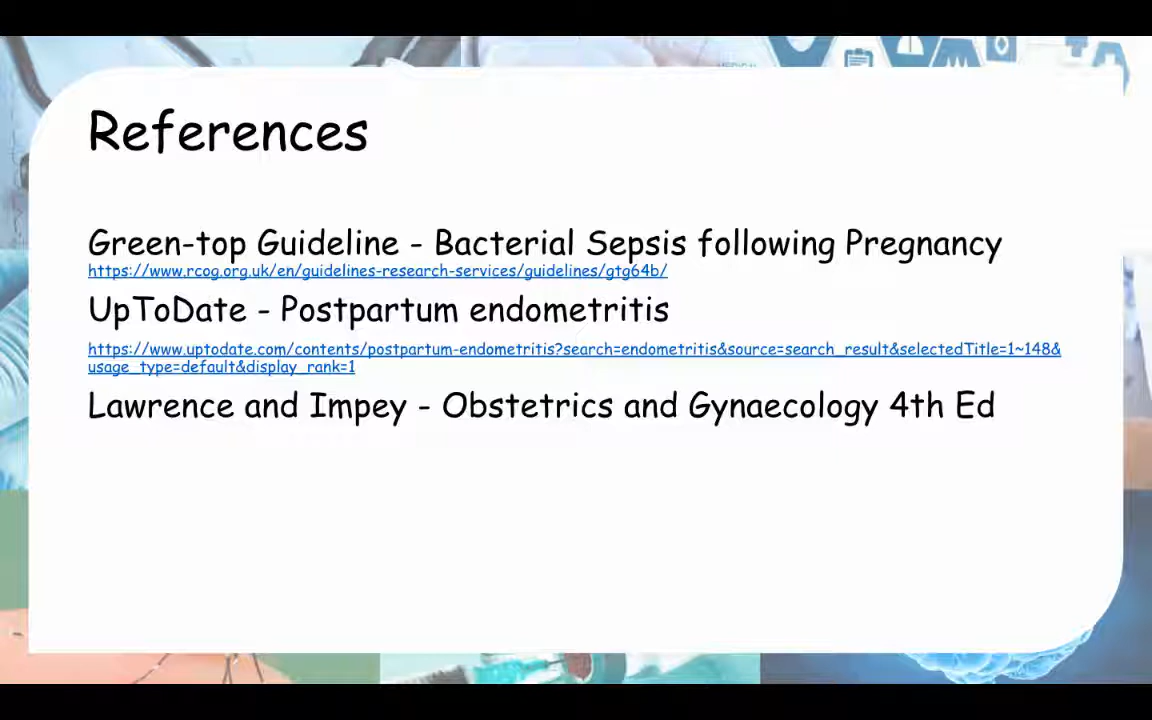 References
Green-top Guideline - Bacterial Sepsis following Pregnancy
https://www.rcog.org.uk/en/guidelines-research-services/guidelines/gtg64b/
UpToDate - Postpartum endometritis
https://www.uptodate.com/contents/postpartum-endometritis?search=endometritis&source=search_result&selectedTitle=1~148&
usage_type=default&display_rank=1
Lawrence and Impey - Obstetrics and Gynaecology 4th Ed